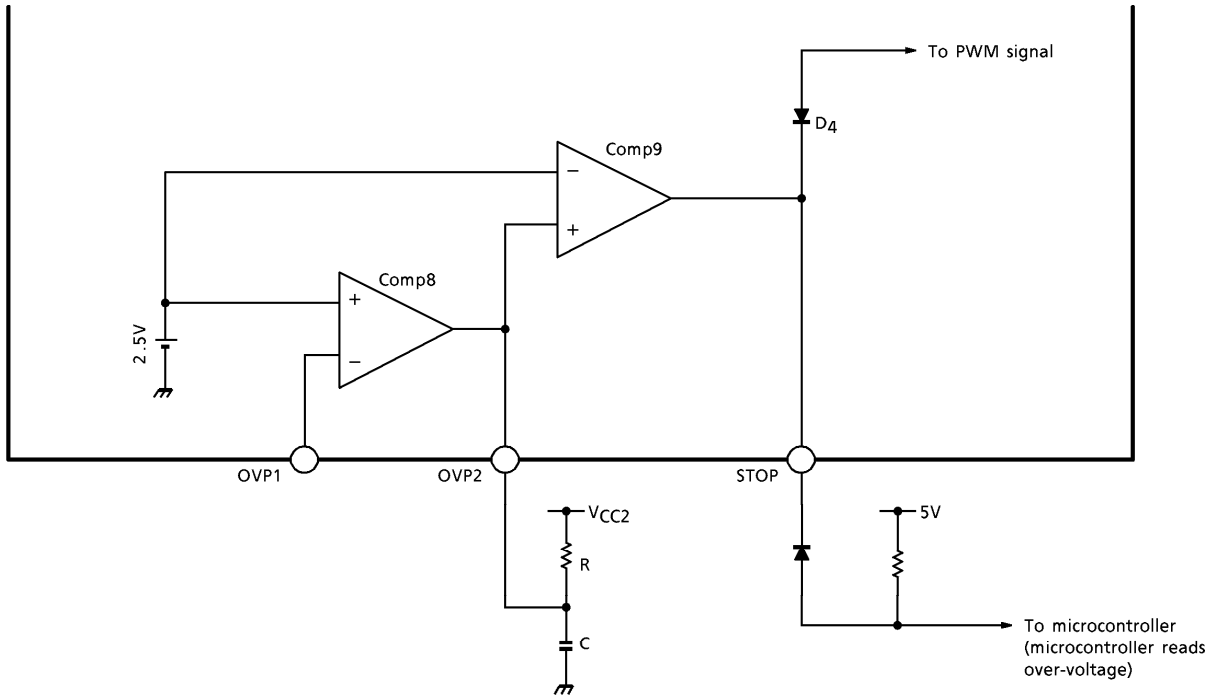 To PWM signal
D4
Comp9
−
+
Comp8
+
−
2.5V
OVP1
OVP2
STOP
VCC2
5V
R
C
To microcontroller
(microcontroller reads
over-voltage)